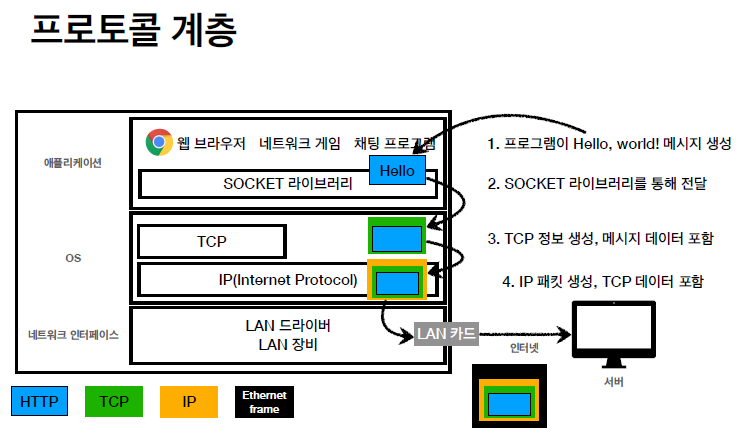 프로토콜 계층
애플리케이션
웹 브라우저 네트워크 게임 채팅 프로그램
Hello
SOCKET 라이브러리
1. 프로그램이 Hello, world! 메시지 생성
2. SOCKET 라이브러리를 통해 전달
OS
TCP
IP(Internet Protocol)
3. TCP 정보 생성, 메시지 데이터 포함
4. IP 패킷 생성, TCP 데이터 포함
네트워크 인터페이스
LAN 드라이버
LAN 장비
LAN 카드
인터넷
서버
HTTP
TCP
IP
Ethernet
frame